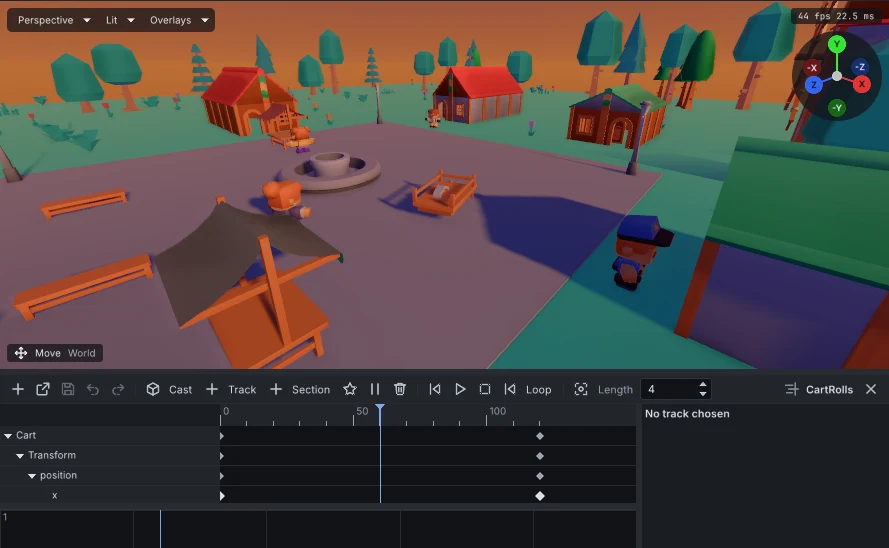 Perspective Lit Overlays
44 fps 22.5 ms
Y
-X -Z
Z X
-Y
Move World
Cast Track Section Loop Length 4 CartRolls
0 50 100
No track chosen
Cart
Transform
position
x
1